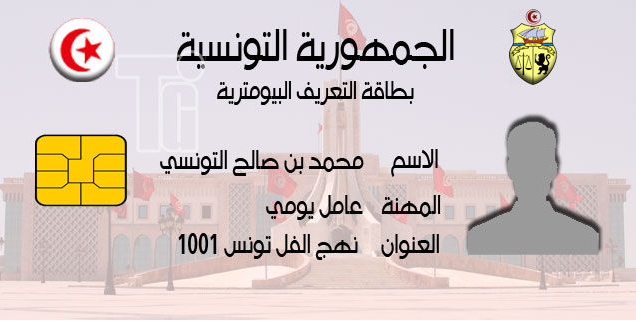 الجمهورية التونسية
بطاقة التعريف البيومترية
الاسم محمد بن صالح التونسي
المهنة عامل يومي
العنوان نهج الفل تونس 1001